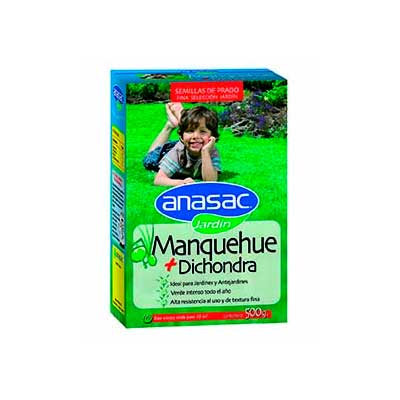 SEMILLAS DE PRADO
FINA SELECCIÓN JARDÍN
anasac
anasac
Jardín
Manquehue
+ Dichondra
Ideal para Jardines y Antejardines
Verde intenso todo el año
Alta resistencia al uso y de textura fina
500g.